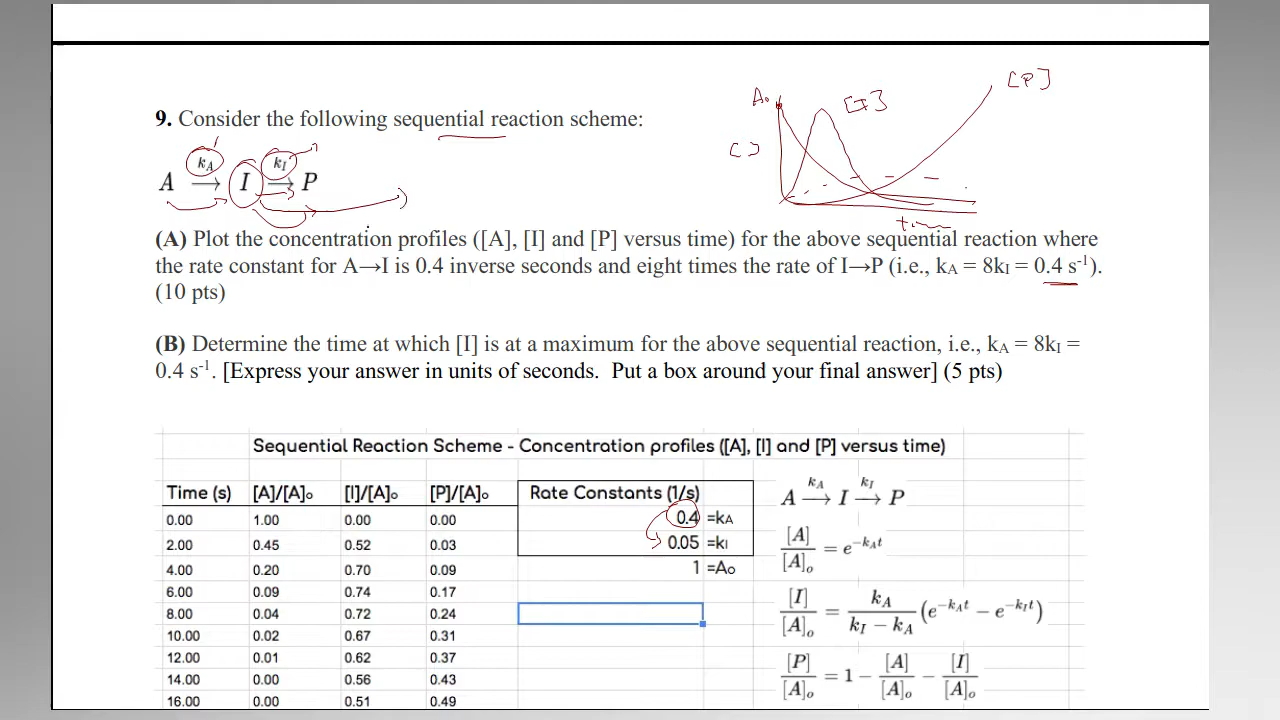 9. Consider the following sequential reaction scheme:
A kA → I kI → P
A₀
[I]
[P]
[ ]
time
(A) Plot the concentration profiles ([A], [I] and [P] versus time) for the above sequential reaction where
the rate constant for A→I is 0.4 inverse seconds and eight times the rate of I→P (i.e., kA = 8kI = 0.4 s⁻¹).
(10 pts)
(B) Determine the time at which [I] is at a maximum for the above sequential reaction, i.e., kA = 8kI =
0.4 s⁻¹. [Express your answer in units of seconds. Put a box around your final answer] (5 pts)
Sequential Reaction Scheme - Concentration profiles ([A], [I] and [P] versus time)
Time (s) [A]/[A]₀ [I]/[A]₀ [P]/[A]₀ Rate Constants (1/s)
0.00 1.00 0.00 0.00 0.4 =kA
2.00 0.45 0.52 0.03 0.05 =kI
4.00 0.20 0.70 0.09 1 =A₀
6.00 0.09 0.74 0.17
8.00 0.04 0.72 0.24
10.00 0.02 0.67 0.31
12.00 0.01 0.62 0.37
14.00 0.00 0.56 0.43
16.00 0.00 0.51 0.49
A kA → I kI → P
[A]/[A]o = e^(-kAt)
[I]/[A]o = kA/(kI − kA) (e^(-kAt) − e^(-kIt))
[P]/[A]o = 1 − [A]/[A]o − [I]/[A]o